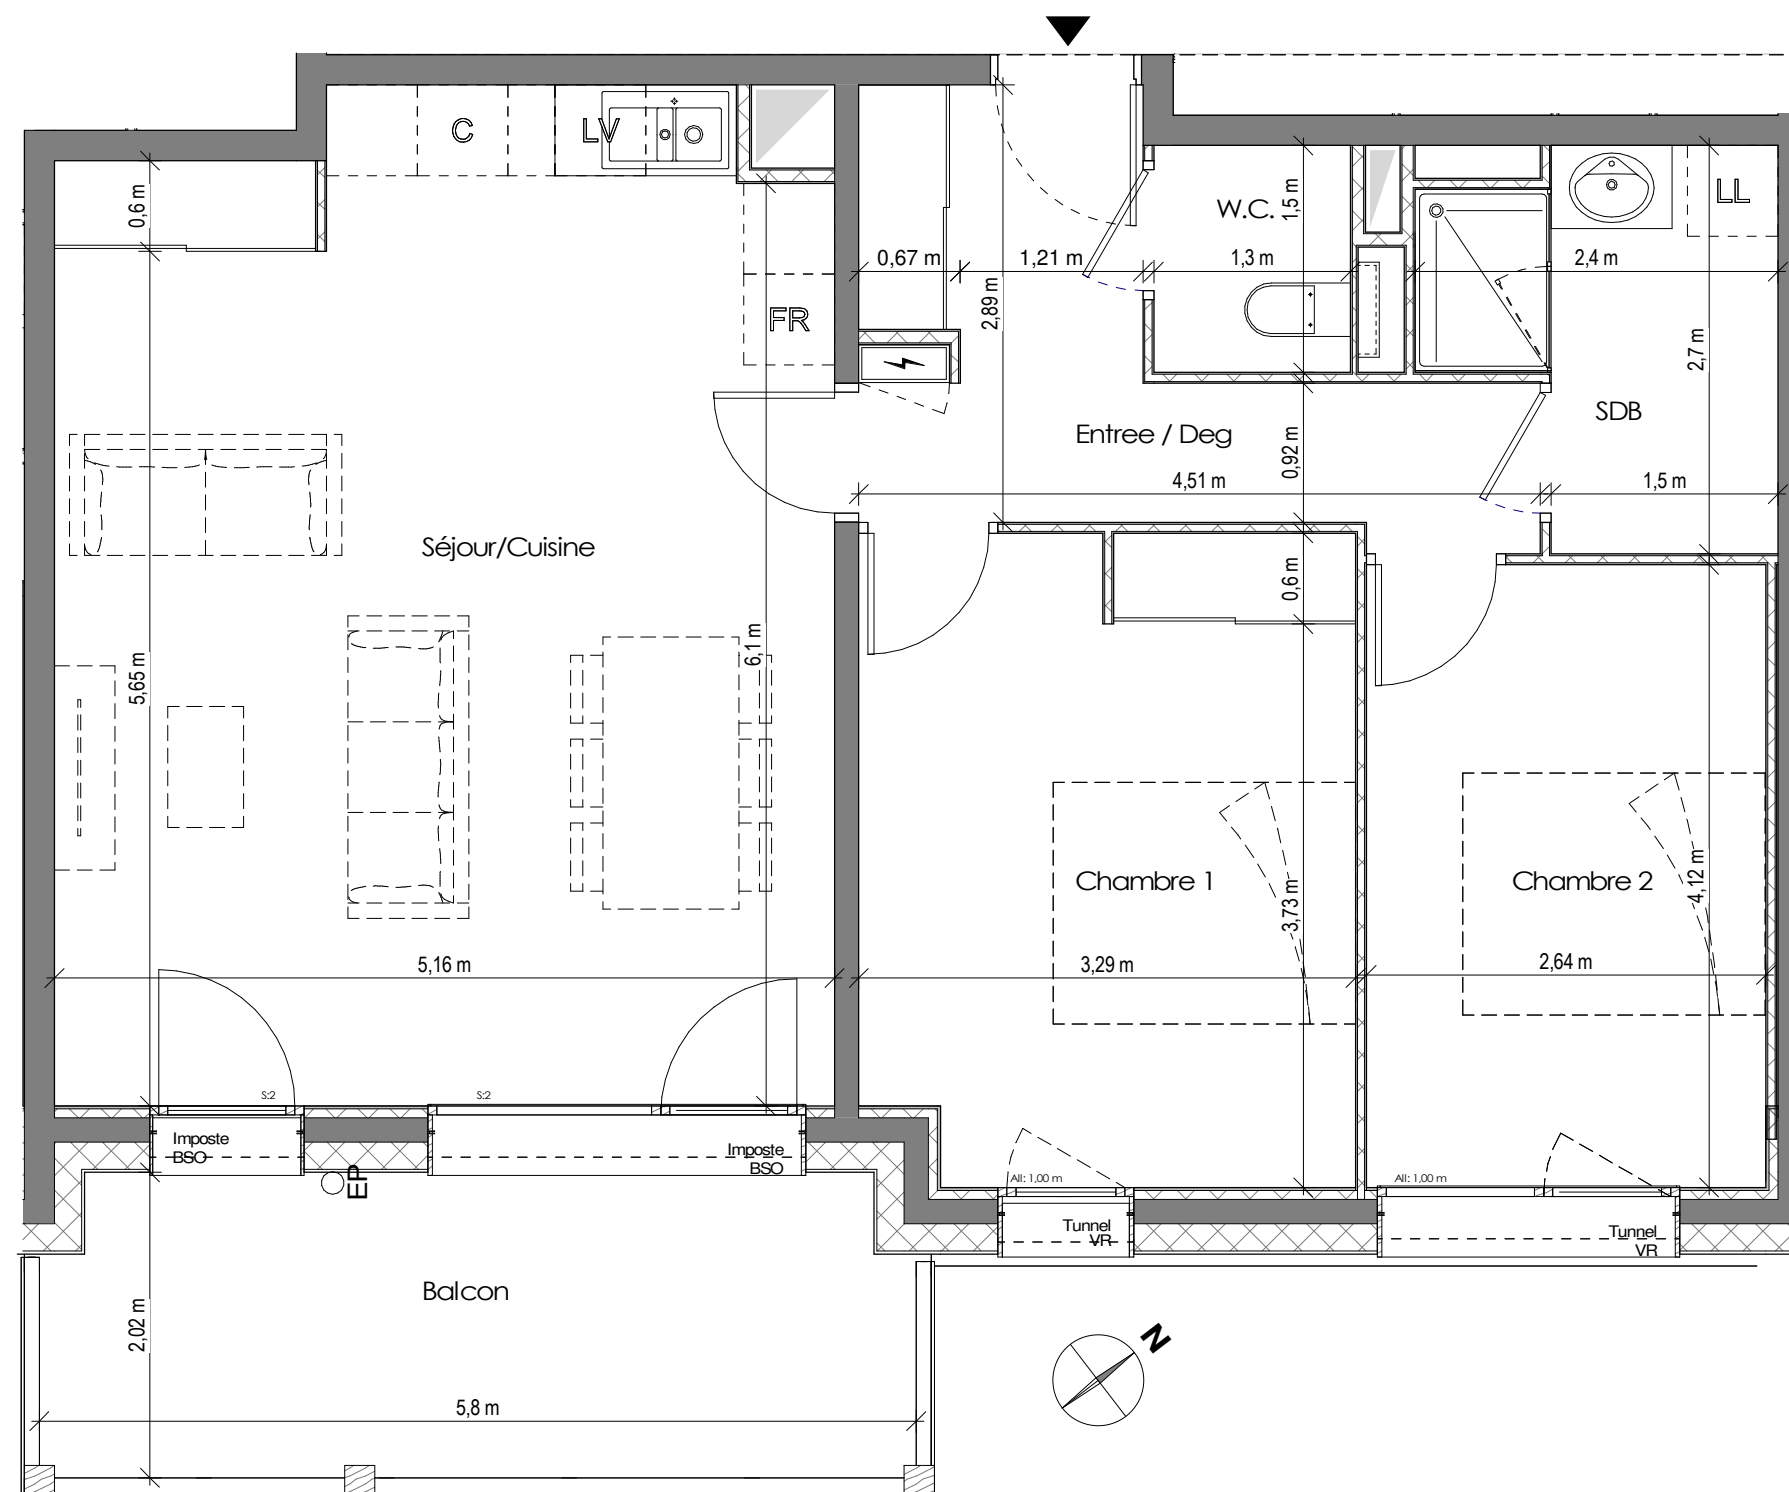 C
LV
0,6 m
W.C.
1,5 m
LL
0,67 m
1,21 m
1,3 m
2,4 m
2,89 m
FR
2,7 m
SDB
Entree / Deg
0,92 m
4,51 m
1,5 m
Séjour/Cuisine
0,6 m
6,1 m
5,65 m
Chambre 1
Chambre 2
4,12 m
3,73 m
5,16 m
3,29 m
2,64 m
S:2
S:2
Imposte
BSO
Imposte
BSO
EP
All: 1,00 m
All: 1,00 m
Tunnel
VR
Tunnel
VR
Balcon
2,02 m
N
5,8 m